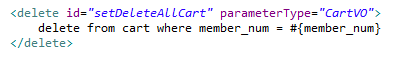 <delete id="setDeleteAllCart" parameterType="CartVO">
    delete from cart where member_num = #{member_num}
</delete>